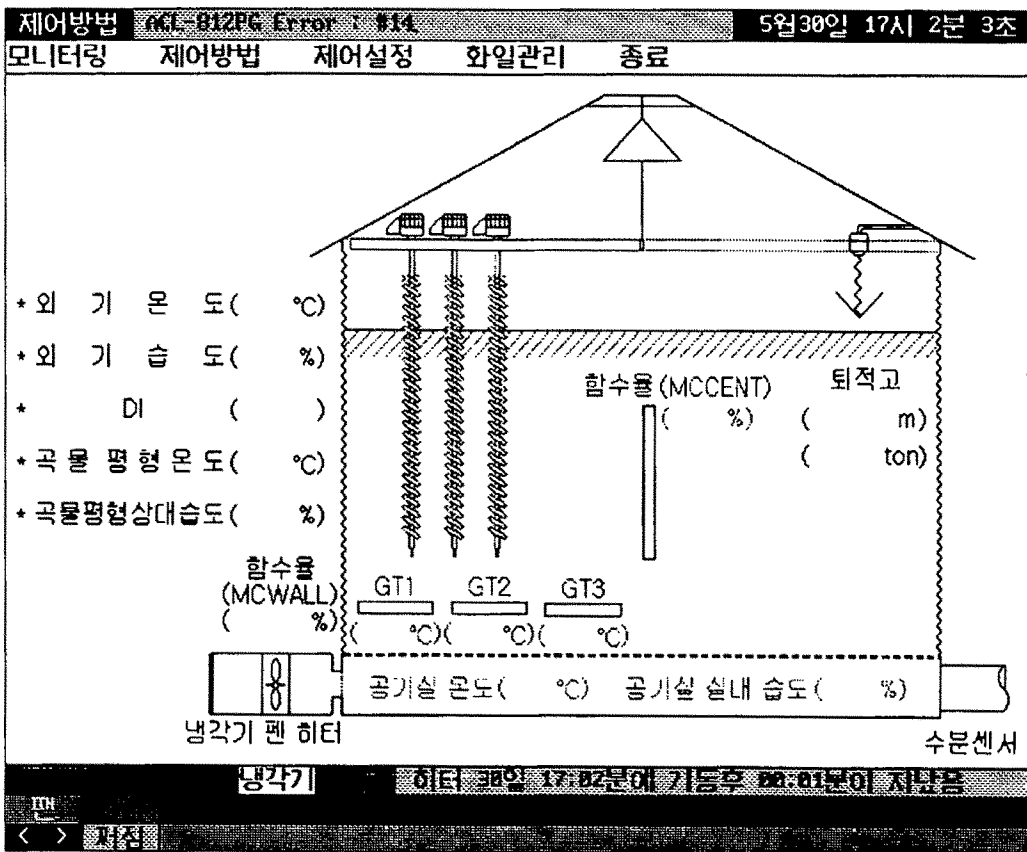 제어방법 ACL-812PG Error : #14 5월30일 17시 2분 3초
모니터링 제어방법 제어설정 화일관리 종료
*외 기 온 도( °C)
*외 기 습 도( %)
* DI ( )
*곡물 평형온도( °C)
*곡물평형상대습도( %)
함수율(MCCENT)
( %)
퇴적고
( m)
( ton)
함수율
(MCWALL)
( %)
GT1 GT2 GT3
( °C)( °C)( °C)
공기실 온도( °C) 공기실 실내 습도( %)
냉각기 펜 히터
수분센서
냉각기 히터 30일 17:02분에 기동후 00:01분이 지났음
< >